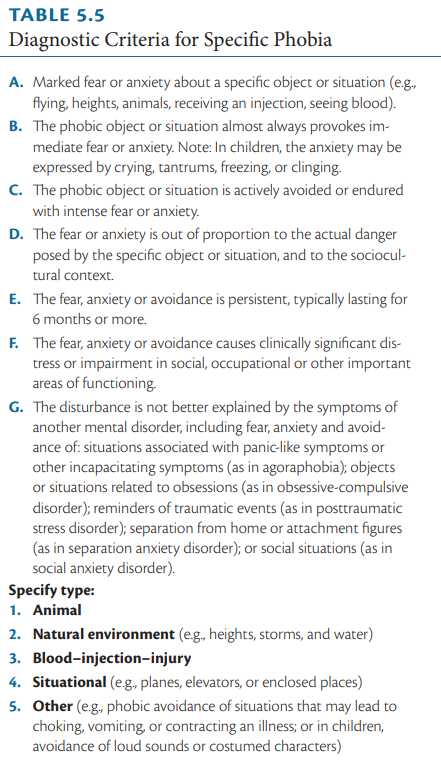 TABLE 5.5
Diagnostic Criteria for Specific Phobia
A. Marked fear or anxiety about a specific object or situation (e.g.,
flying, heights, animals, receiving an injection, seeing blood).
B. The phobic object or situation almost always provokes im-
mediate fear or anxiety. Note: In children, the anxiety may be
expressed by crying, tantrums, freezing, or clinging.
C. The phobic object or situation is actively avoided or endured
with intense fear or anxiety.
D. The fear or anxiety is out of proportion to the actual danger
posed by the specific object or situation, and to the sociocul-
tural context.
E. The fear, anxiety or avoidance is persistent, typically lasting for
6 months or more.
F. The fear, anxiety or avoidance causes clinically significant dis-
tress or impairment in social, occupational or other important
areas of functioning.
G. The disturbance is not better explained by the symptoms of
another mental disorder, including fear, anxiety and avoid-
ance of: situations associated with panic-like symptoms or
other incapacitating symptoms (as in agoraphobia); objects
or situations related to obsessions (as in obsessive-compulsive
disorder); reminders of traumatic events (as in posttraumatic
stress disorder); separation from home or attachment figures
(as in separation anxiety disorder); or social situations (as in
social anxiety disorder).
Specify type:
1. Animal
2. Natural environment (e.g., heights, storms, and water)
3. Blood–injection–injury
4. Situational (e.g., planes, elevators, or enclosed places)
5. Other (e.g., phobic avoidance of situations that may lead to
choking, vomiting, or contracting an illness; or in children,
avoidance of loud sounds or costumed characters)